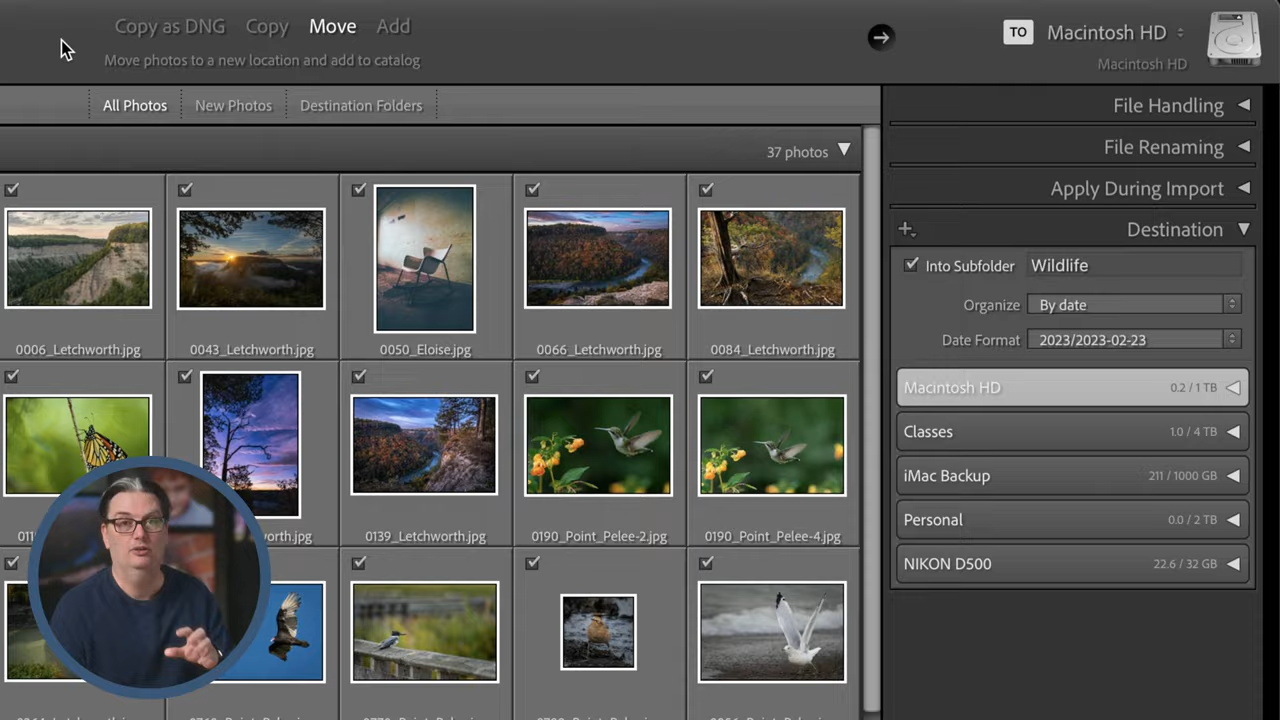 Copy as DNG Copy Move Add
Move photos to a new location and add to catalog
TO Macintosh HD
Macintosh HD
All Photos New Photos Destination Folders
37 photos
File Handling
File Renaming
Apply During Import
Destination
Into Subfolder Wildlife
Organize By date
Date Format 2023/2023-02-23
Macintosh HD 0.2 / 1 TB
Classes 1.0 / 4 TB
iMac Backup 211 / 1000 GB
Personal 0.0 / 2 TB
NIKON D500 22.6 / 32 GB
0006_Letchworth.jpg 0043_Letchworth.jpg 0050_Eloise.jpg 0066_Letchworth.jpg 0084_Letchworth.jpg
0139_Letchworth.jpg 0190_Point_Pelee-2.jpg 0190_Point_Pelee-4.jpg